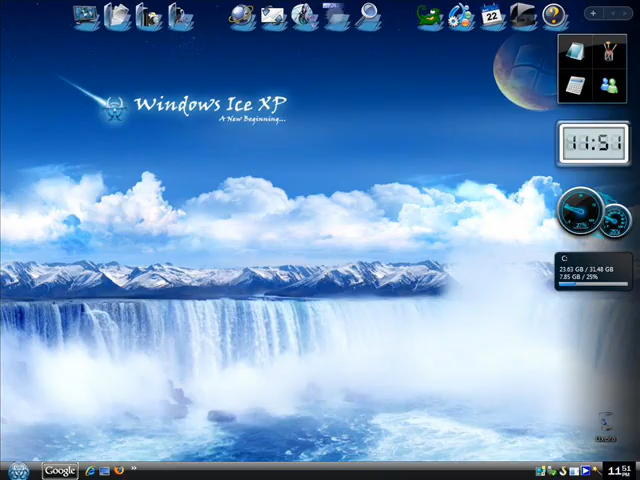 22
?
Windows Ice XP
A New Beginning...
11:51
C:
23.63 GB / 31.48 GB
7.85 GB / 25%
Google
»
11 51 PM